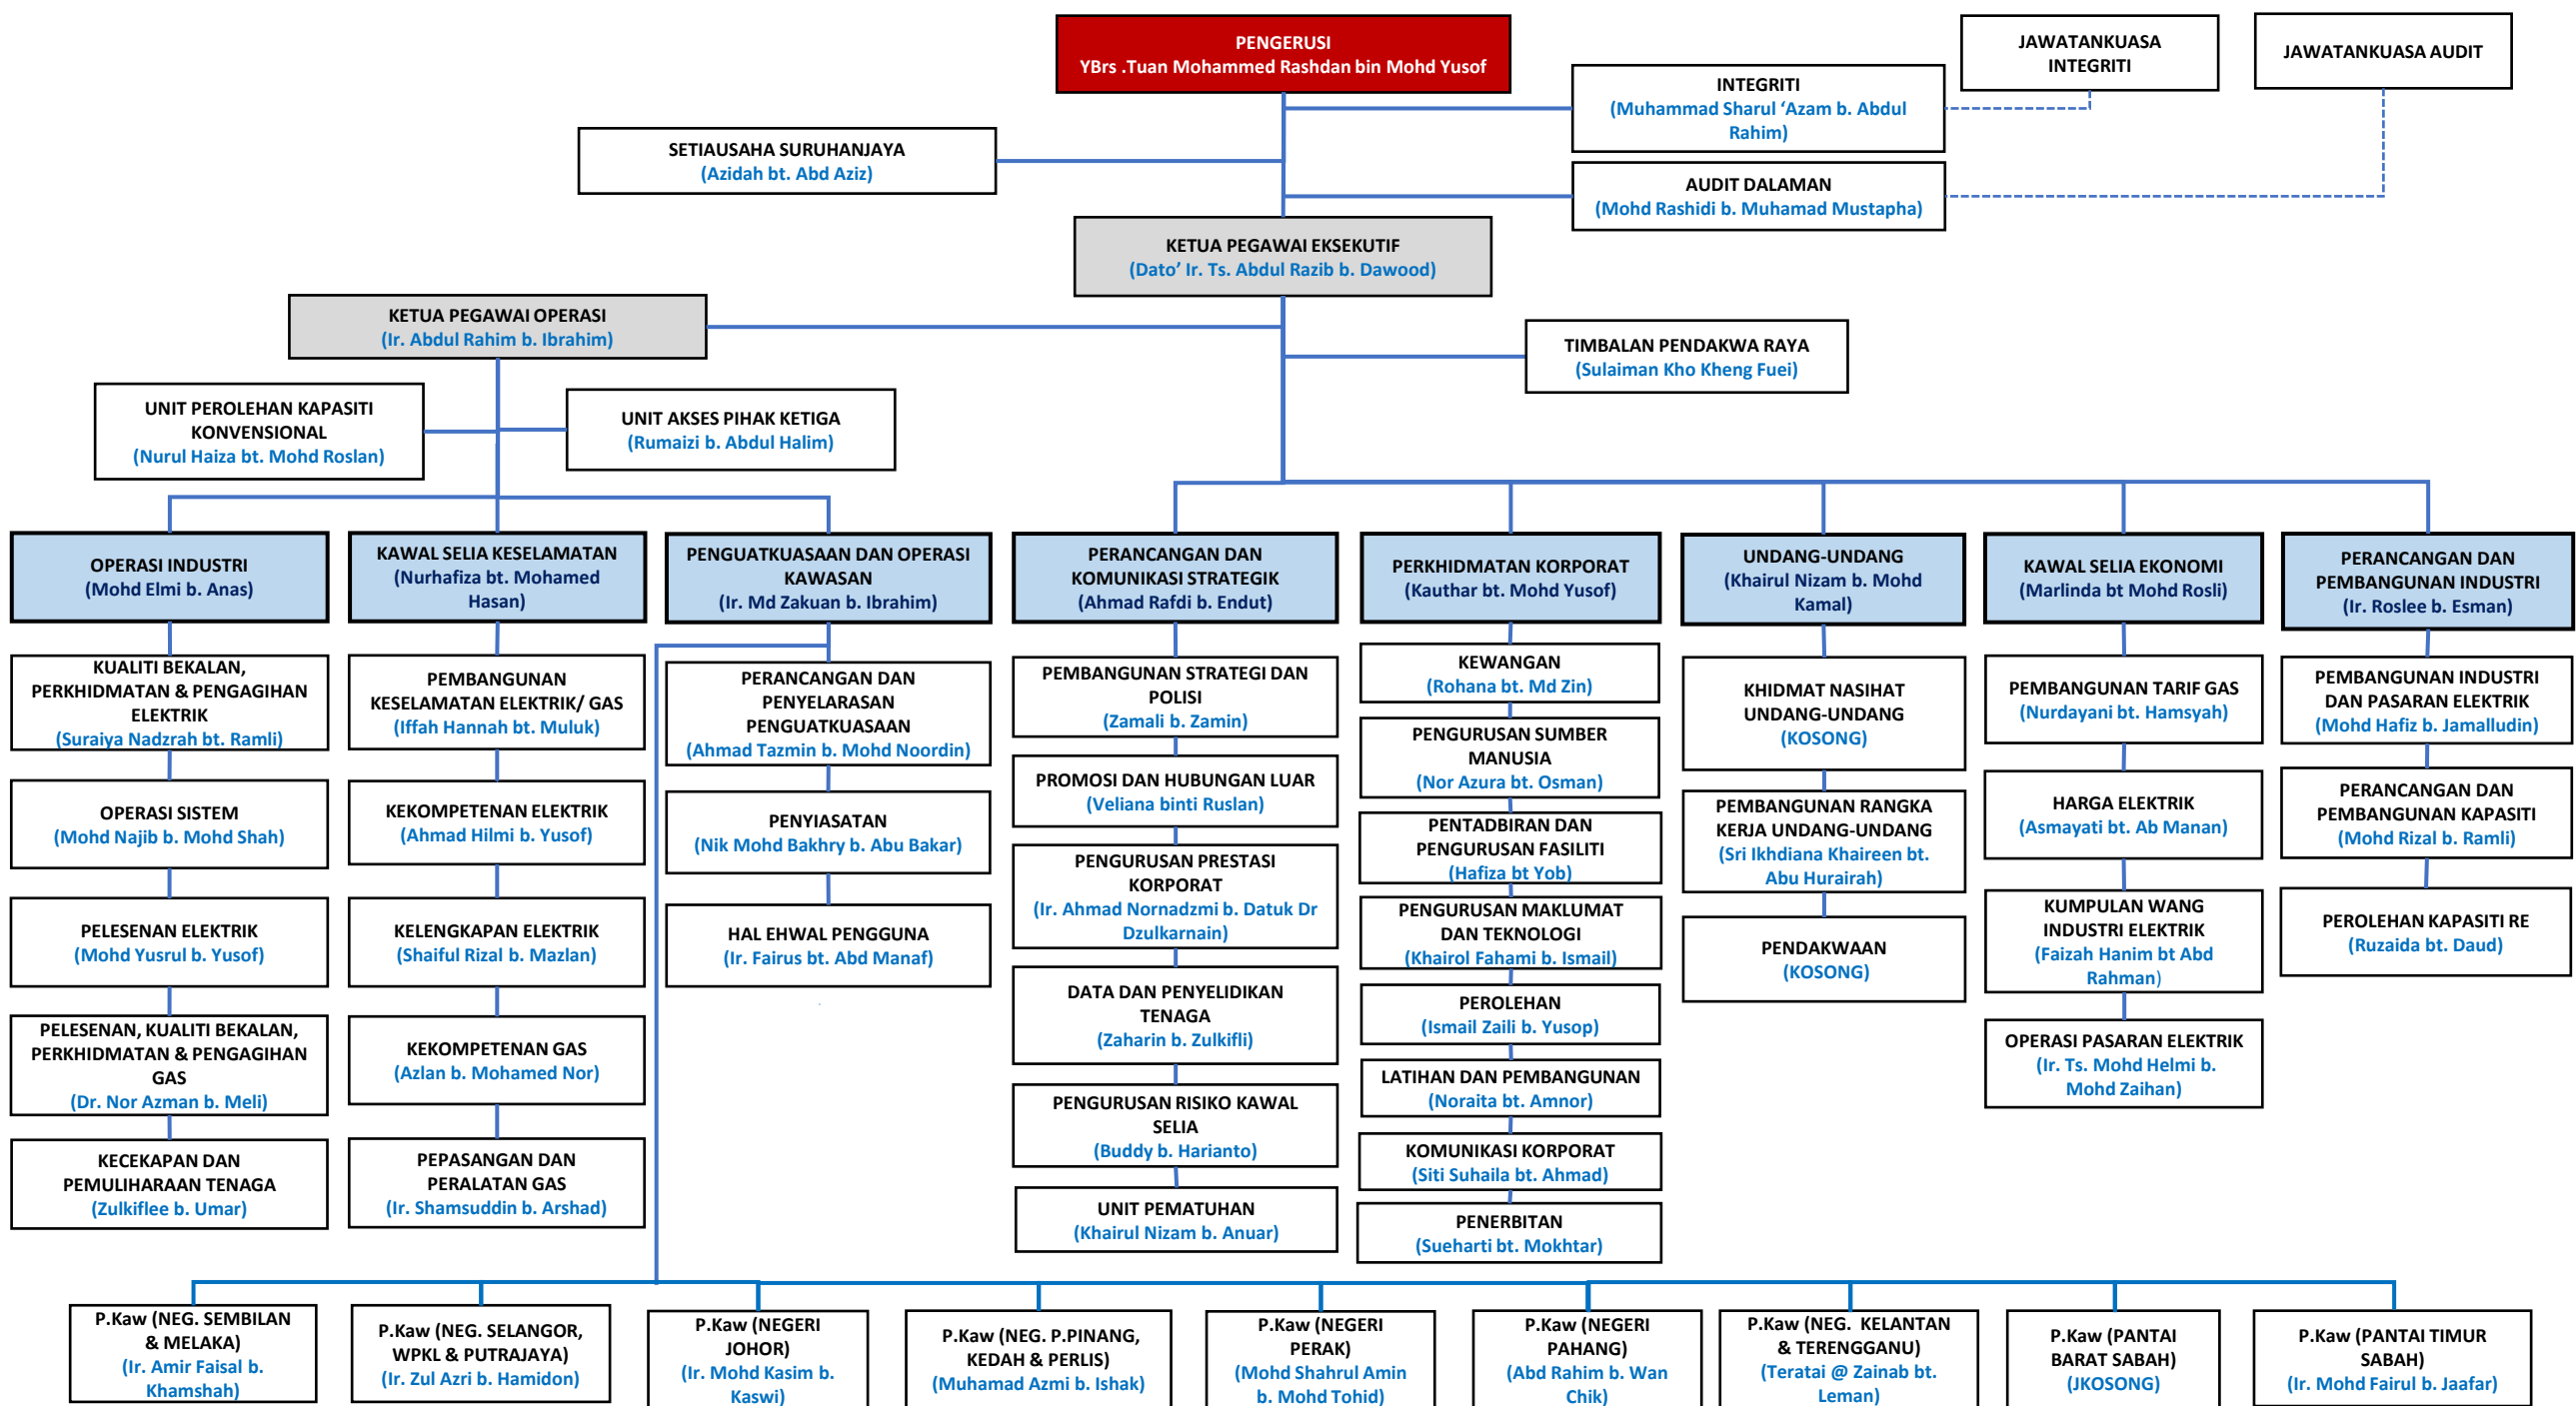 PENGERUSI
YBrs .Tuan Mohammed Rashdan bin Mohd Yusof
JAWATANKUASA
INTEGRITI
JAWATANKUASA AUDIT
INTEGRITI
(Muhammad Sharul ‘Azam b. Abdul
Rahim)
SETIAUSAHA SURUHANJAYA
(Azidah bt. Abd Aziz)
AUDIT DALAMAN
(Mohd Rashidi b. Muhamad Mustapha)
KETUA PEGAWAI EKSEKUTIF
(Dato’ Ir. Ts. Abdul Razib b. Dawood)
KETUA PEGAWAI OPERASI
(Ir. Abdul Rahim b. Ibrahim)
TIMBALAN PENDAKWA RAYA
(Sulaiman Kho Kheng Fuei)
UNIT PEROLEHAN KAPASITI
KONVENSIONAL
(Nurul Haiza bt. Mohd Roslan)
UNIT AKSES PIHAK KETIGA
(Rumaizi b. Abdul Halim)
OPERASI INDUSTRI
(Mohd Elmi b. Anas)
KAWAL SELIA KESELAMATAN
(Nurhafiza bt. Mohamed
Hasan)
PENGUATKUASAAN DAN OPERASI
KAWASAN
(Ir. Md Zakuan b. Ibrahim)
PERANCANGAN DAN
KOMUNIKASI STRATEGIK
(Ahmad Rafdi b. Endut)
PERKHIDMATAN KORPORAT
(Kauthar bt. Mohd Yusof)
UNDANG-UNDANG
(Khairul Nizam b. Mohd
Kamal)
KAWAL SELIA EKONOMI
(Marlinda bt Mohd Rosli)
PERANCANGAN DAN
PEMBANGUNAN INDUSTRI
(Ir. Roslee b. Esman)
KUALITI BEKALAN,
PERKHIDMATAN & PENGAGIHAN
ELEKTRIK
(Suraiya Nadzrah bt. Ramli)
OPERASI SISTEM
(Mohd Najib b. Mohd Shah)
PELESENAN ELEKTRIK
(Mohd Yusrul b. Yusof)
PELESENAN, KUALITI BEKALAN,
PERKHIDMATAN & PENGAGIHAN
GAS
(Dr. Nor Azman b. Meli)
KECEKAPAN DAN
PEMULIHARAAN TENAGA
(Zulkiflee b. Umar)
PEMBANGUNAN
KESELAMATAN ELEKTRIK/ GAS
(Iffah Hannah bt. Muluk)
KEKOMPETENAN ELEKTRIK
(Ahmad Hilmi b. Yusof)
KELENGKAPAN ELEKTRIK
(Shaiful Rizal b. Mazlan)
KEKOMPETENAN GAS
(Azlan b. Mohamed Nor)
PEPASANGAN DAN
PERALATAN GAS
(Ir. Shamsuddin b. Arshad)
PERANCANGAN DAN
PENYELARASAN
PENGUATKUASAAN
(Ahmad Tazmin b. Mohd Noordin)
PENYIASATAN
(Nik Mohd Bakhry b. Abu Bakar)
HAL EHWAL PENGGUNA
(Ir. Fairus bt. Abd Manaf)
PEMBANGUNAN STRATEGI DAN
POLISI
(Zamali b. Zamin)
PROMOSI DAN HUBUNGAN LUAR
(Veliana binti Ruslan)
PENGURUSAN PRESTASI
KORPORAT
(Ir. Ahmad Nornadzmi b. Datuk Dr
Dzulkarnain)
DATA DAN PENYELIDIKAN
TENAGA
(Zaharin b. Zulkifli)
PENGURUSAN RISIKO KAWAL
SELIA
(Buddy b. Harianto)
UNIT PEMATUHAN
(Khairul Nizam b. Anuar)
KEWANGAN
(Rohana bt. Md Zin)
PENGURUSAN SUMBER
MANUSIA
(Nor Azura bt. Osman)
PENTADBIRAN DAN
PENGURUSAN FASILITI
(Hafiza bt Yob)
PENGURUSAN MAKLUMAT
DAN TEKNOLOGI
(Khairol Fahami b. Ismail)
PEROLEHAN
(Ismail Zaili b. Yusop)
LATIHAN DAN PEMBANGUNAN
(Noraita bt. Amnor)
KOMUNIKASI KORPORAT
(Siti Suhaila bt. Ahmad)
PENERBITAN
(Sueharti bt. Mokhtar)
KHIDMAT NASIHAT
UNDANG-UNDANG
(KOSONG)
PEMBANGUNAN RANGKA
KERJA UNDANG-UNDANG
(Sri Ikhdiana Khaireen bt.
Abu Hurairah)
PENDAKWAAN
(KOSONG)
PEMBANGUNAN TARIF GAS
(Nurdayani bt. Hamsyah)
HARGA ELEKTRIK
(Asmayati bt. Ab Manan)
KUMPULAN WANG
INDUSTRI ELEKTRIK
(Faizah Hanim bt Abd
Rahman)
OPERASI PASARAN ELEKTRIK
(Ir. Ts. Mohd Helmi b.
Mohd Zaihan)
PEMBANGUNAN INDUSTRI
DAN PASARAN ELEKTRIK
(Mohd Hafiz b. Jamalludin)
PERANCANGAN DAN
PEMBANGUNAN KAPASITI
(Mohd Rizal b. Ramli)
PEROLEHAN KAPASITI RE
(Ruzaida bt. Daud)
P.Kaw (NEG. SEMBILAN
& MELAKA)
(Ir. Amir Faisal b.
Khamshah)
P.Kaw (NEG. SELANGOR,
WPKL & PUTRAJAYA)
(Ir. Zul Azri b. Hamidon)
P.Kaw (NEGERI
JOHOR)
(Ir. Mohd Kasim b.
Kaswi)
P.Kaw (NEG. P.PINANG,
KEDAH & PERLIS)
(Muhamad Azmi b. Ishak)
P.Kaw (NEGERI
PERAK)
(Mohd Shahrul Amin
b. Mohd Tohid)
P.Kaw (NEGERI
PAHANG)
(Abd Rahim b. Wan
Chik)
P.Kaw (NEG. KELANTAN
& TERENGGANU)
(Teratai @ Zainab bt.
Leman)
P.Kaw (PANTAI
BARAT SABAH)
(JKOSONG)
P.Kaw (PANTAI TIMUR
SABAH)
(Ir. Mohd Fairul b. Jaafar)